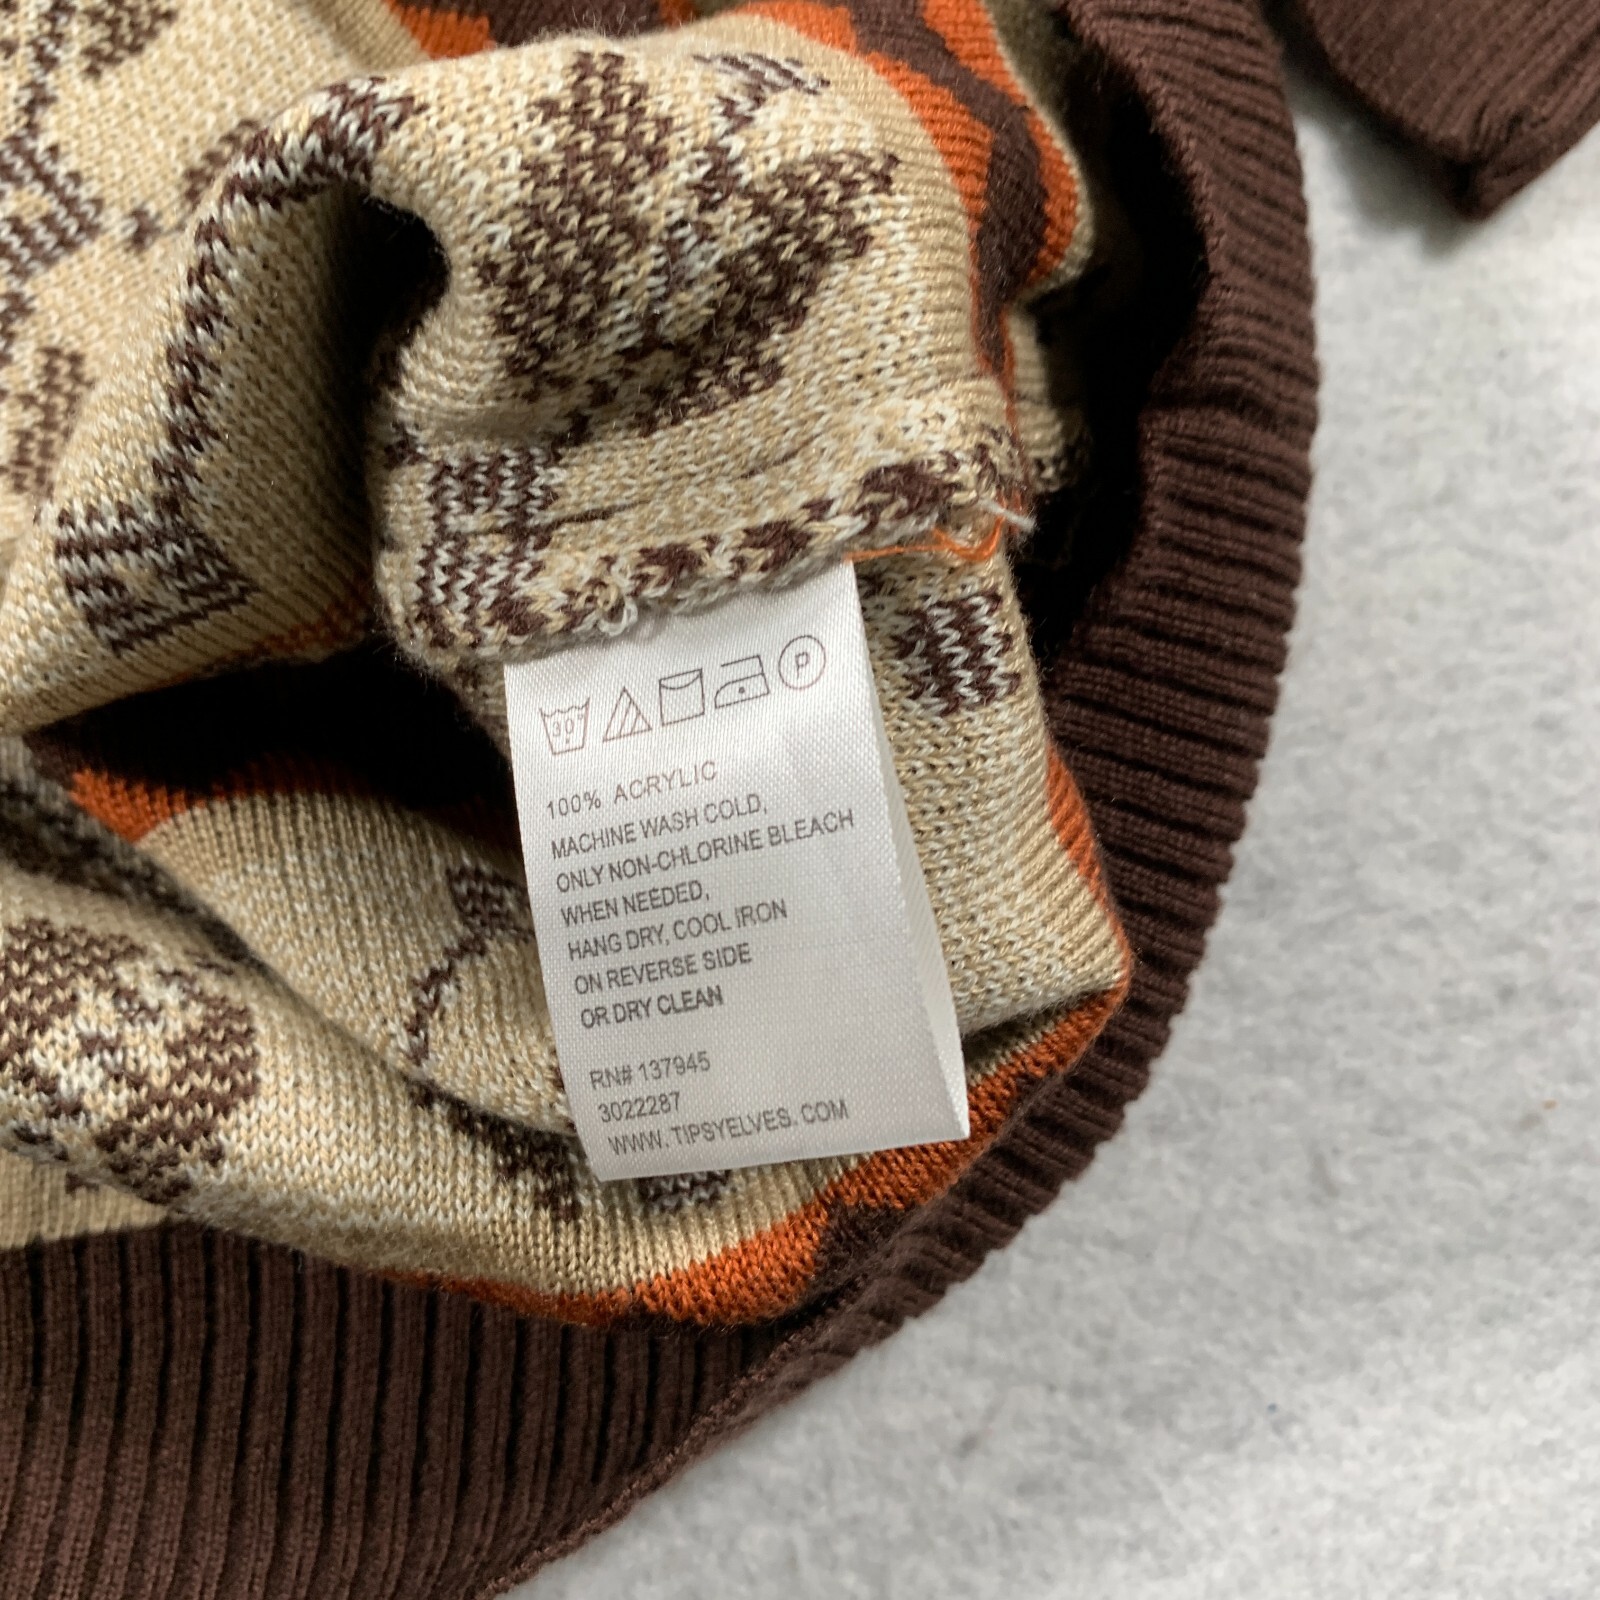 30°
P
100% ACRYLIC
MACHINE WASH COLD,
ONLY NON-CHLORINE BLEACH
WHEN NEEDED,
HANG DRY, COOL IRON
ON REVERSE SIDE
OR DRY CLEAN
RN# 137945
3022287
WWW. TIPSYELVES. COM